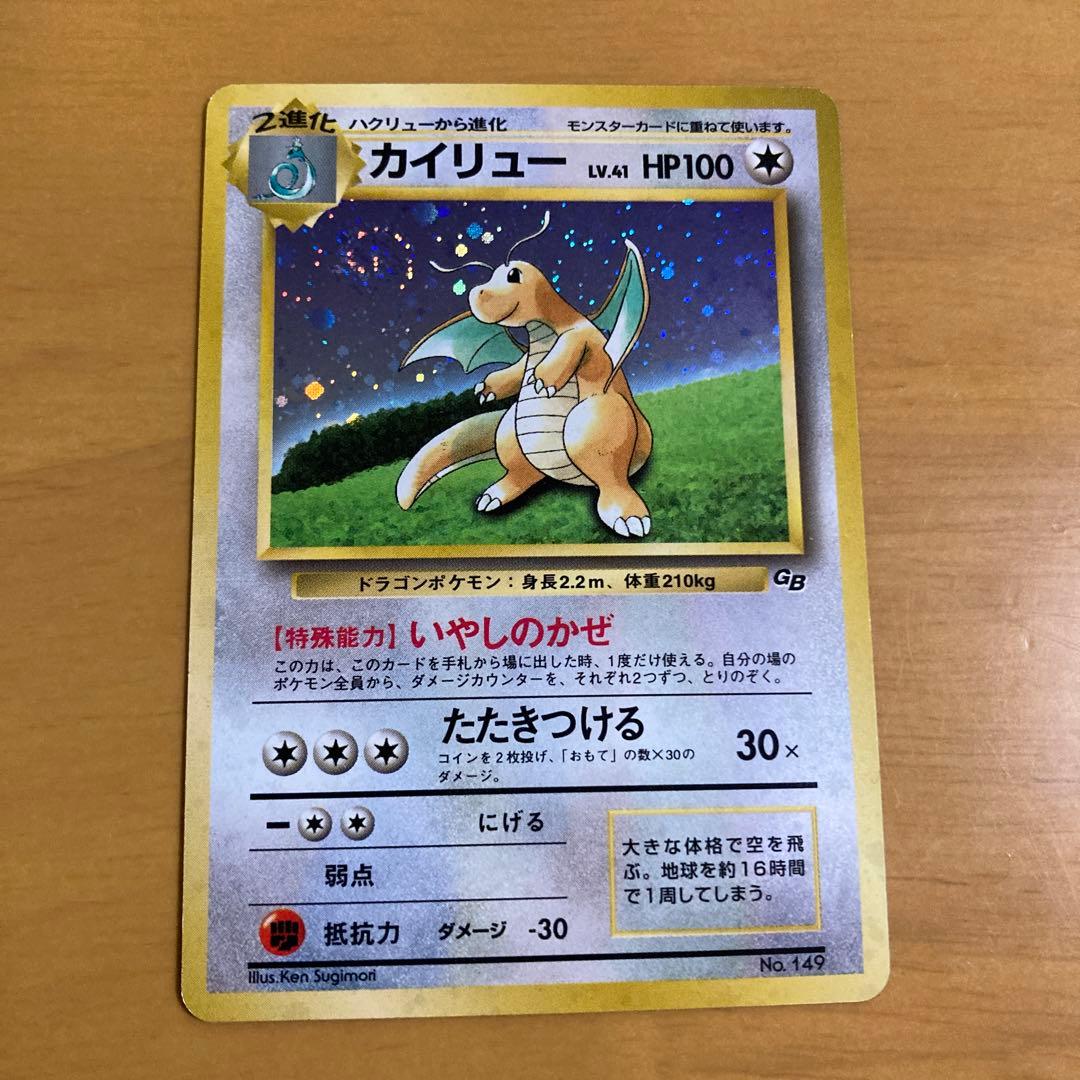 2進化 ハクリューから進化 モンスターカードに重ねて使います。
カイリュー LV.41 HP100
ドラゴンポケモン：身長2.2m、体重210kg GB
【特殊能力】いやしのかぜ
この力は、このカードを手札から場に出した時、1度だけ使える。自分の場の
ポケモン全員から、ダメージカウンターを、それぞれ2つずつ、とりのぞく。
たたきつける 30×
コインを2枚投げ、「おもて」の数×30の
ダメージ。
ー にげる
弱点
抵抗力 ダメージ -30
大きな体格で空を飛
ぶ。地球を約16時間
で1周してしまう。
Illus.Ken Sugimori No.149